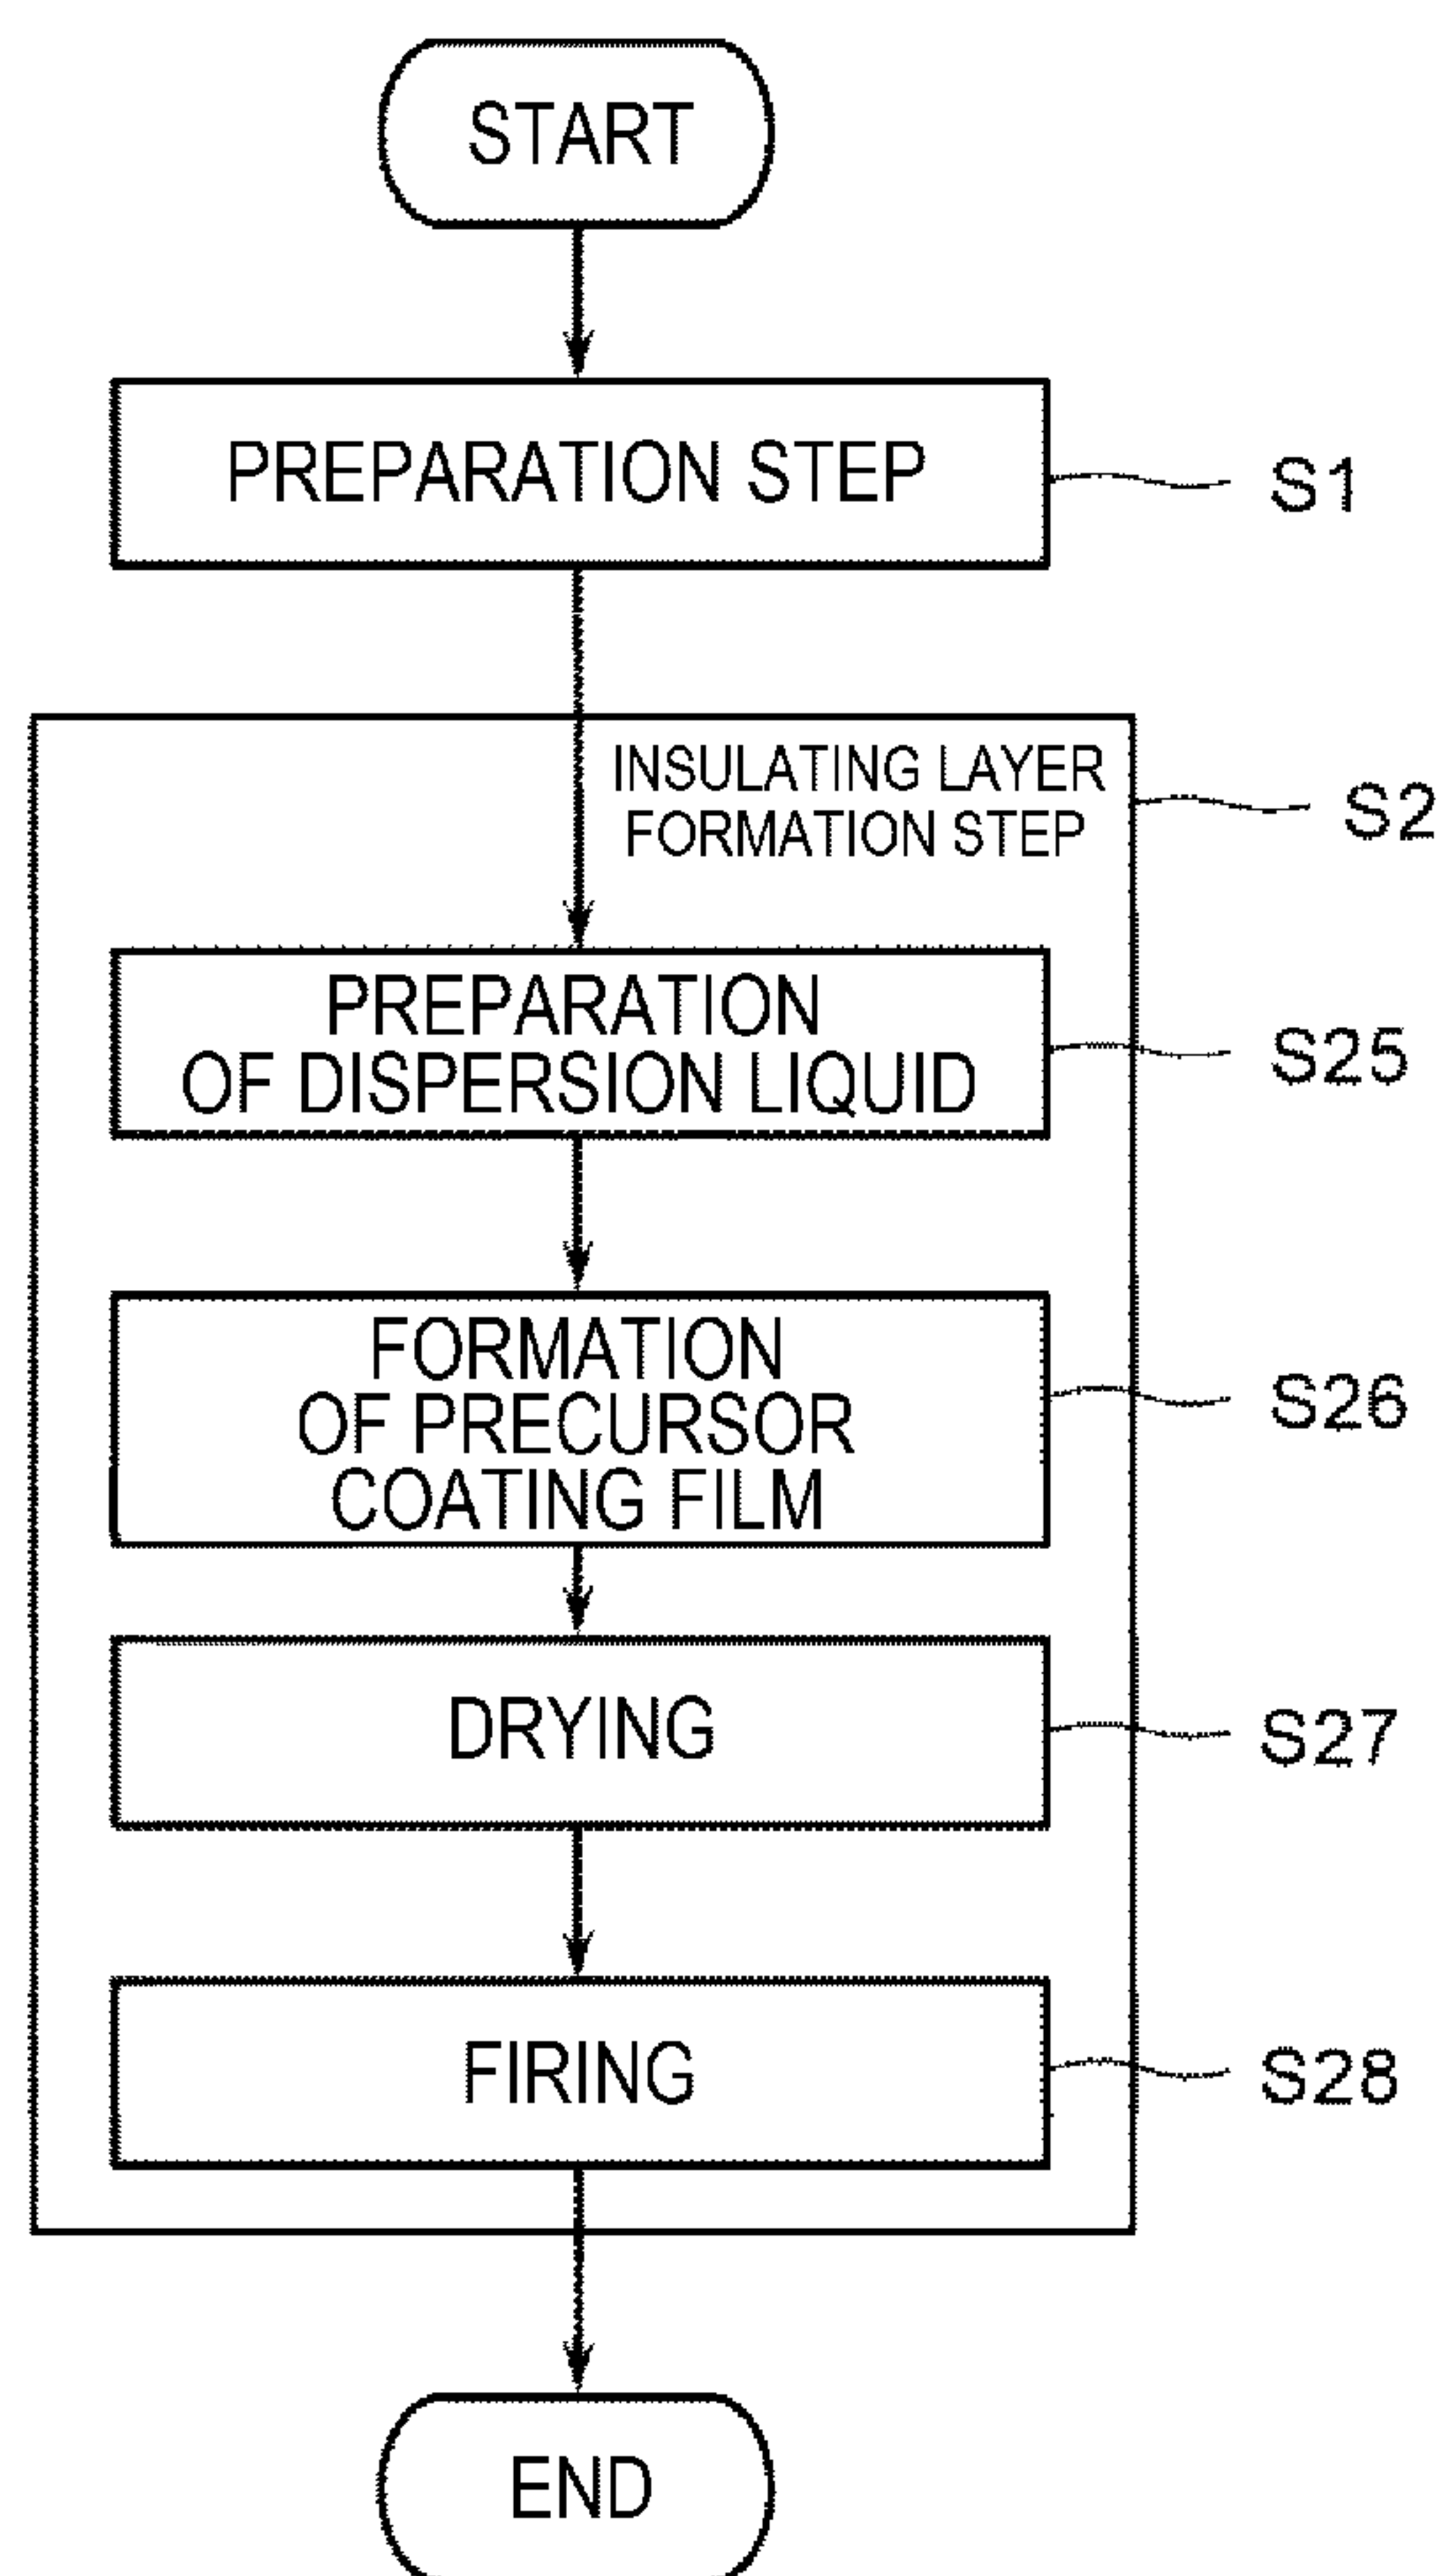 START
PREPARATION STEP
S1
INSULATING LAYER
FORMATION STEP
S2
PREPARATION
OF DISPERSION LIQUID
S25
FORMATION
OF PRECURSOR
COATING FILM
S26
DRYING
S27
FIRING
S28
END